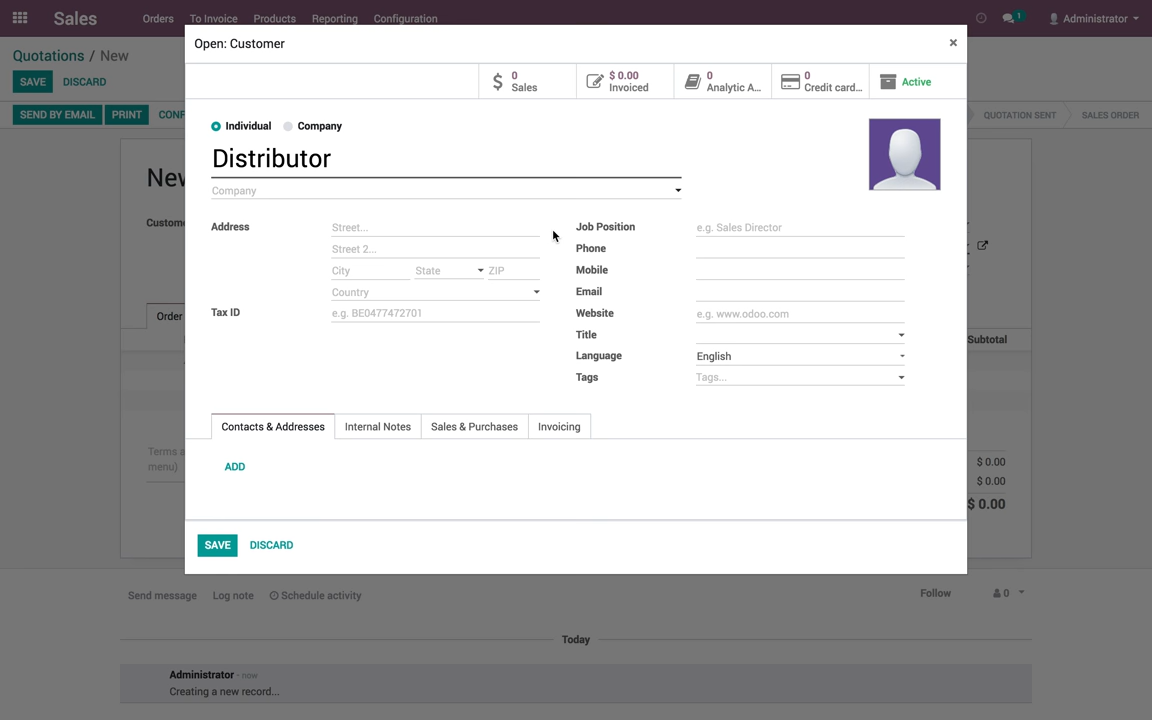 Sales
Orders
To Invoice
Products
Reporting
Configuration
1
Administrator
Quotations / New
SAVE
DISCARD
SEND BY EMAIL
PRINT
QUOTATION SENT
SALES ORDER
Open: Customer
×
$
0
Sales
$ 0.00
Invoiced
0
Analytic A...
0
Credit card...
Active
Individual
Company
Distributor
Company
Address
Street...
Street 2...
City
State
ZIP
Country
Tax ID
e.g. BE0477472701
Job Position
e.g. Sales Director
Phone
Mobile
Email
Website
e.g. www.odoo.com
Title
Language
English
Tags
Tags...
Order
Subtotal
Contacts & Addresses
Internal Notes
Sales & Purchases
Invoicing
ADD
Terms
menu)
$ 0.00
$ 0.00
$ 0.00
SAVE
DISCARD
Send message
Log note
Schedule activity
Follow
0
Today
Administrator - now
Creating a new record...